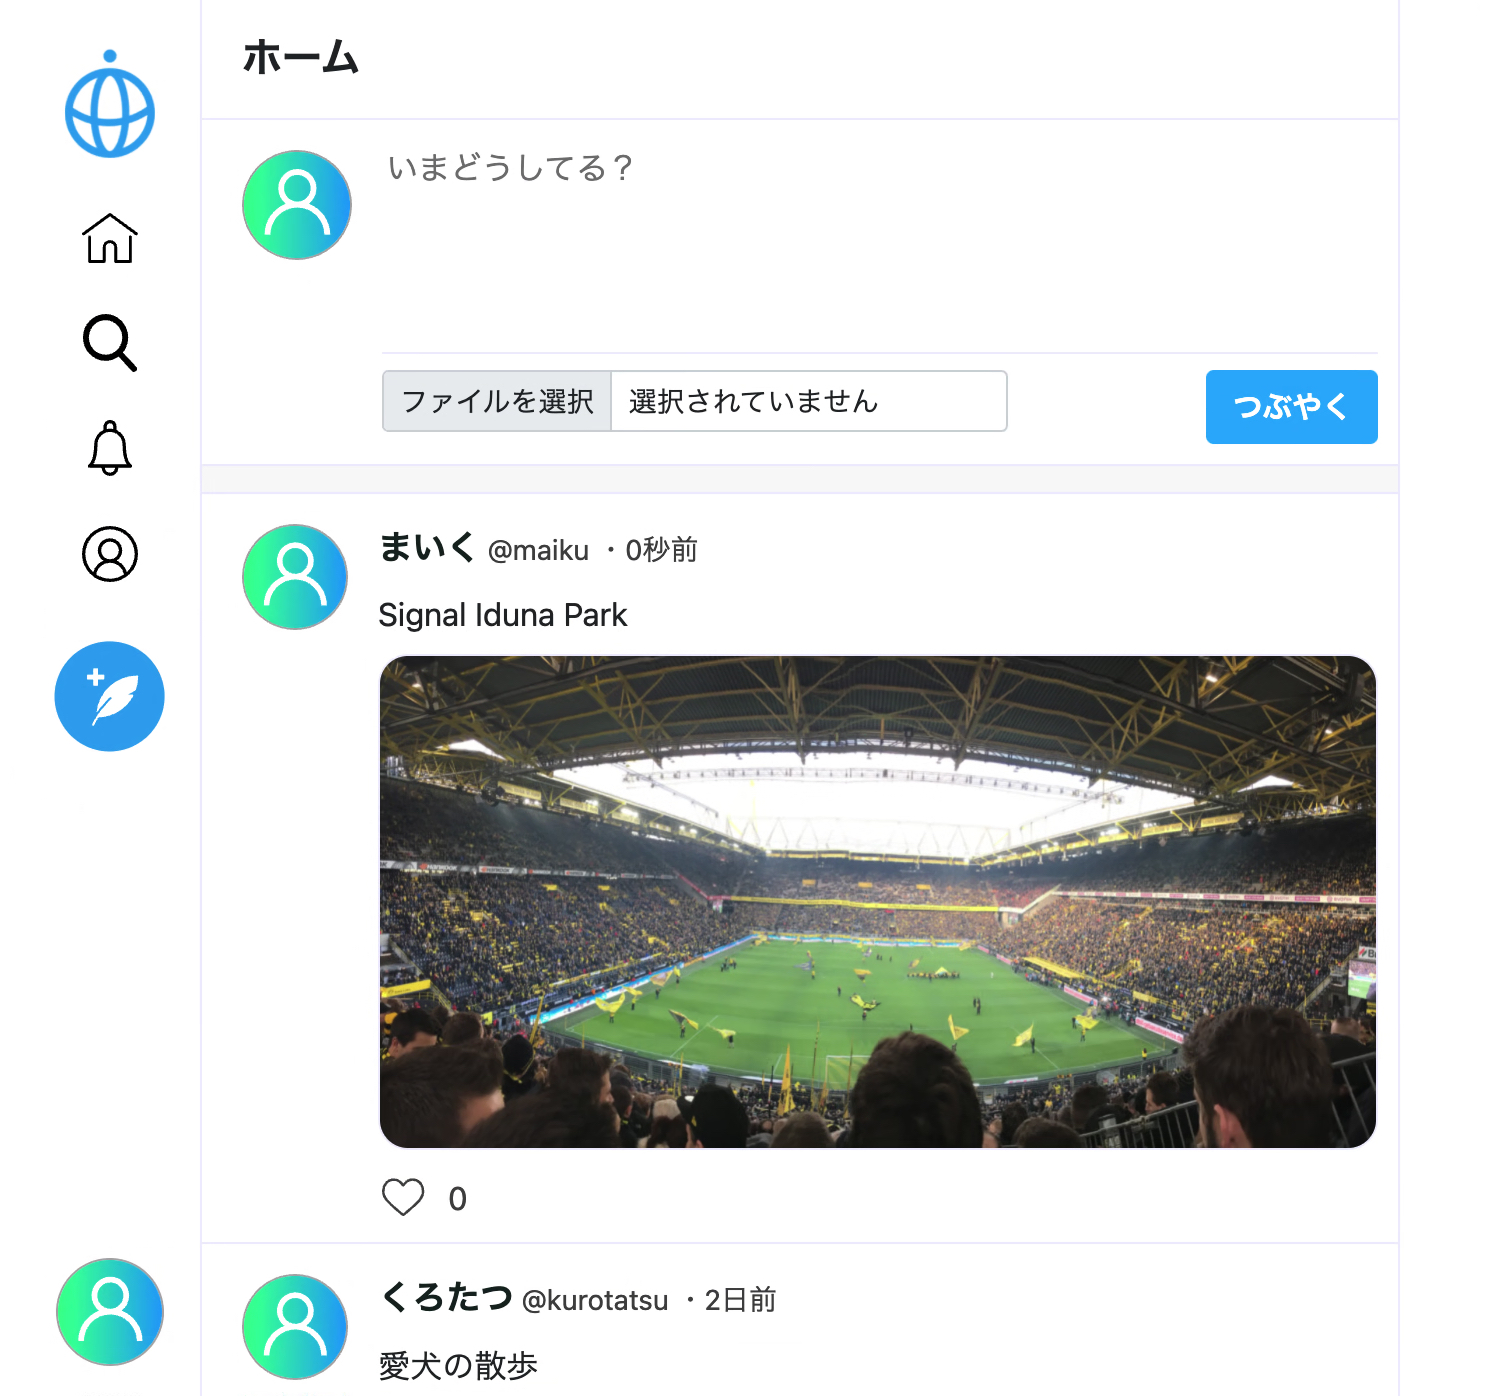 ホーム
いまどうしてる？
ファイルを選択 選択されていません
つぶやく
まいく @maiku ・0秒前
Signal Iduna Park
0
くろたつ @kurotatsu ・2日前
愛犬の散歩